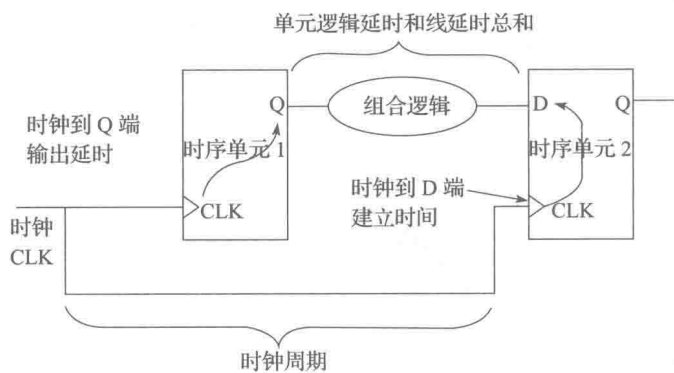 单元逻辑延时和线延时总和
Q
组合逻辑
D
Q
时钟到 Q 端
输出延时
时序单元 1
时序单元 2
时钟到 D 端
建立时间
CLK
CLK
时钟
CLK
时钟周期